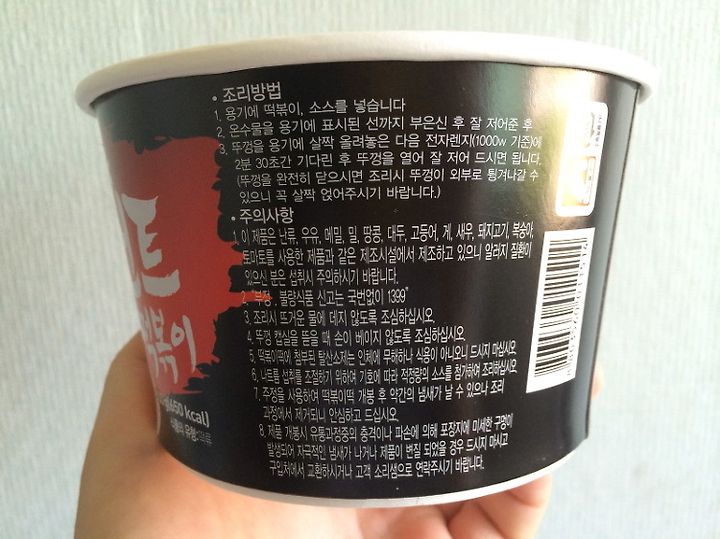 • 조리방법
1. 용기에 떡볶이, 소스를 넣습니다
2. 온수물을 용기에 표시된 선까지 부은신 후 잘 저어준 후
3. 뚜껑을 용기에 살짝 올려놓은 다음 전자렌지(1000w 기준)에
2분 30초간 기다린 후 뚜껑을 열어 잘 저어 드시면 됩니다.
(뚜껑을 완전히 닫으시면 조리시 뚜껑이 외부로 튕겨나갈 수
있으니 꼭 살짝 얹어주시기 바랍니다.)
• 주의사항
1. 이 제품은 난류, 우유, 메밀, 밀, 땅콩, 대두, 고등어, 게, 새우, 돼지고기, 복숭아,
토마토를 사용한 제품과 같은 제조시설에서 제조하고 있으니 알러지 질환이
있으신 분은 섭취시 주의하시기 바랍니다.
2. "부정 · 불량식품 신고는 국번없이 1399"
3. 조리시 뜨거운 물에 데지 않도록 조심하십시오.
4. 뚜껑 캡실을 뜯을 때 손이 베이지 않도록 조심하십시오.
5. 떡볶이떡에 첨부된 탈산소제는 인체에 무해하나 식용이 아니오니 드시지 마십시오.
6. 나트륨 섭취를 조절하기 위하여 기호에 따라 적정량의 소스를 첨가하여 조리하십시오
7. 주정을 사용하여 떡볶이떡 개봉 후 약간의 냄새가 날 수 있으나 조리
과정에서 제거되니 안심하고 드십시오.
8. 제품 개봉시 유통과정중의 충격이나 파손에 의해 포장지에 미세한 구멍이
발생되어 자극적인 냄새가 나거나 제품이 변질 되었을 경우 드시지 마시고
구입처에서 교환하시거나 고객 소리샘으로 연락주시기 바랍니다.
트
떡볶이
650 kcal)
식품의 유형: